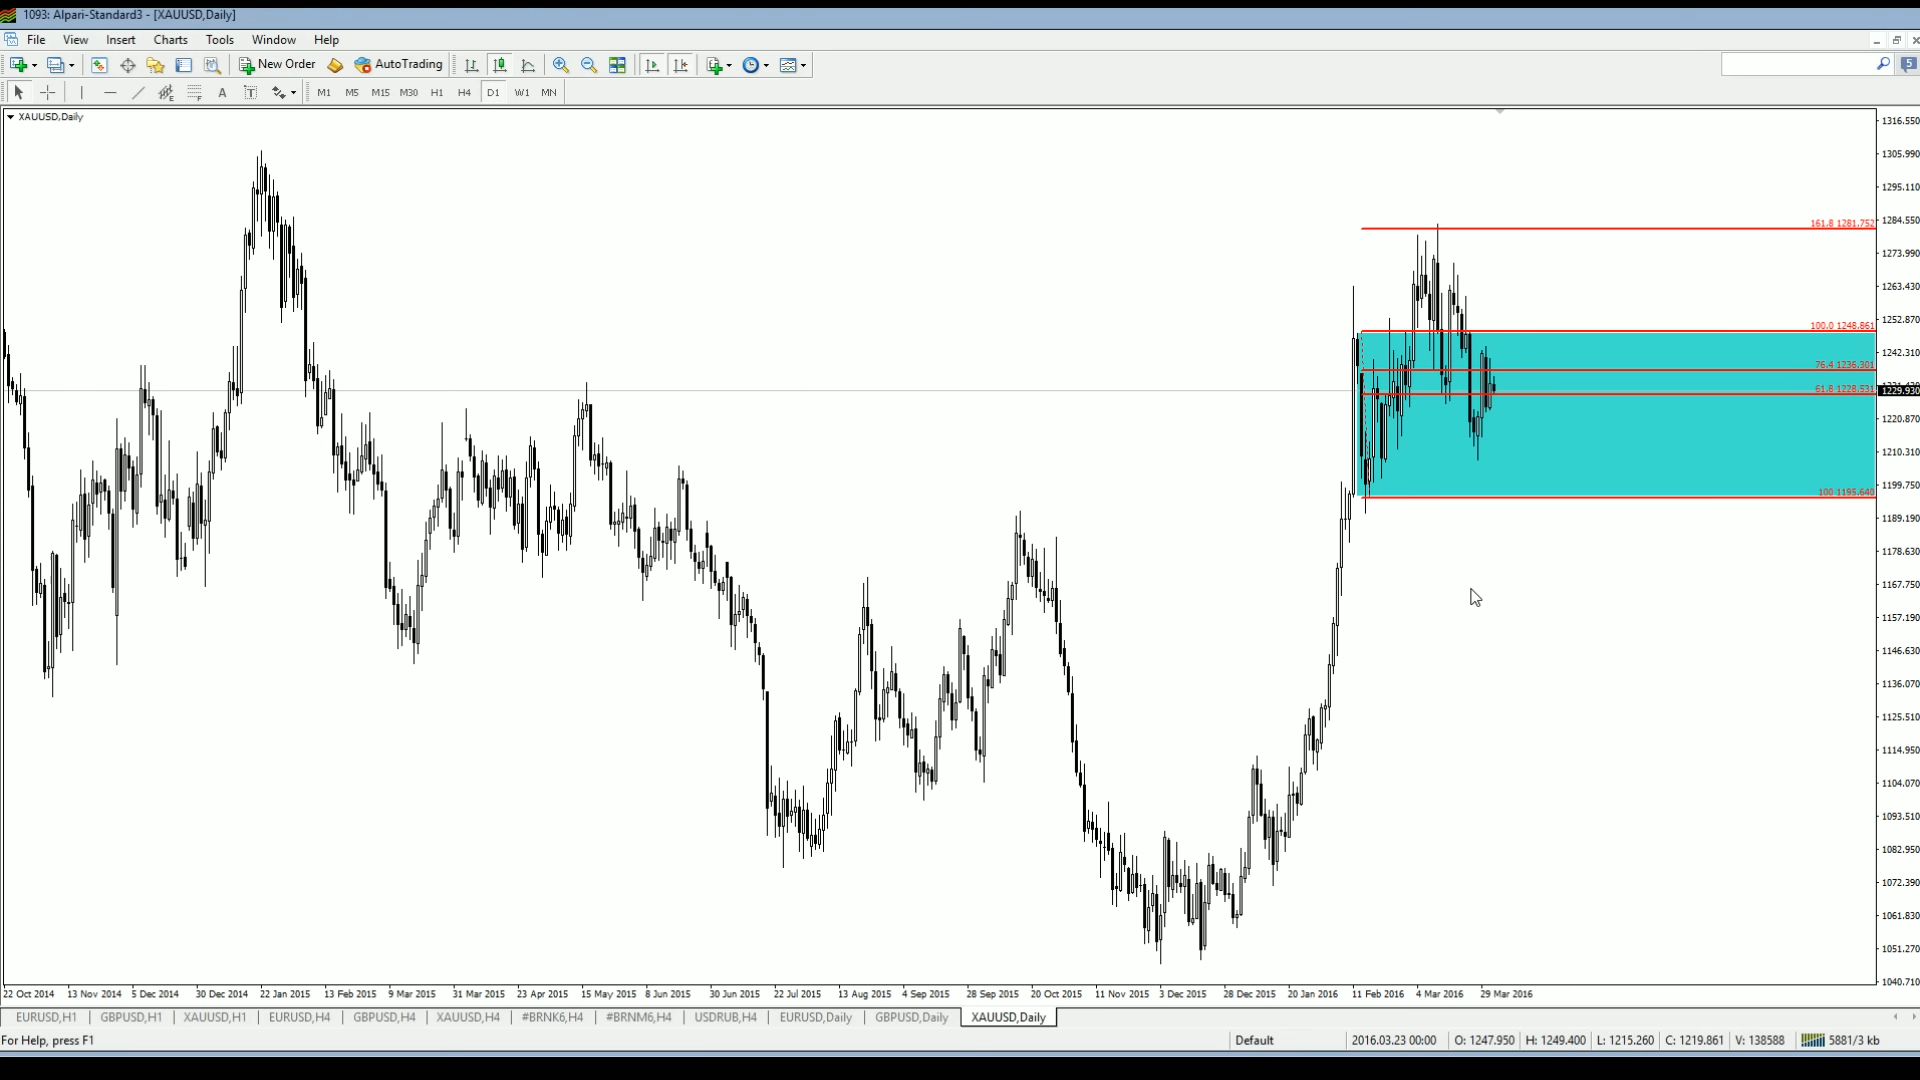 1093: Alpari-Standard3 - [XAUUSD,Daily]
File View Insert Charts Tools Window Help
New Order AutoTrading 5
A T M1 M5 M15 M30 H1 H4 D1 W1 MN
XAUUSD,Daily
1316.550
1305.990
1295.110
161.8 1281.752 1284.550
1273.990
1263.430
100.0 1248.861 1252.870
1242.310
76.4 1236.301
61.8 1228.531 1229.930
1220.870
1210.310
1199.750
100 1195.640
1189.190
1178.630
1167.750
1157.190
1146.630
1136.070
1125.510
1114.950
1104.070
1093.510
1082.950
1072.390
1061.830
1051.270
1040.710
22 Oct 2014 13 Nov 2014 5 Dec 2014 30 Dec 2014 22 Jan 2015 13 Feb 2015 9 Mar 2015 31 Mar 2015 23 Apr 2015 15 May 2015 8 Jun 2015 30 Jun 2015 22 Jul 2015 13 Aug 2015 4 Sep 2015 28 Sep 2015 20 Oct 2015 11 Nov 2015 3 Dec 2015 28 Dec 2015 20 Jan 2016 11 Feb 2016 4 Mar 2016 29 Mar 2016
EURUSD,H1 GBPUSD,H1 XAUUSD,H1 EURUSD,H4 GBPUSD,H4 XAUUSD,H4 #BRNK6,H4 #BRNM6,H4 USDRUB,H4 EURUSD,Daily GBPUSD,Daily XAUUSD,Daily
For Help, press F1 Default 2016.03.23 00:00 O: 1247.950 H: 1249.400 L: 1215.260 C: 1219.861 V: 138588 5881/3 kb